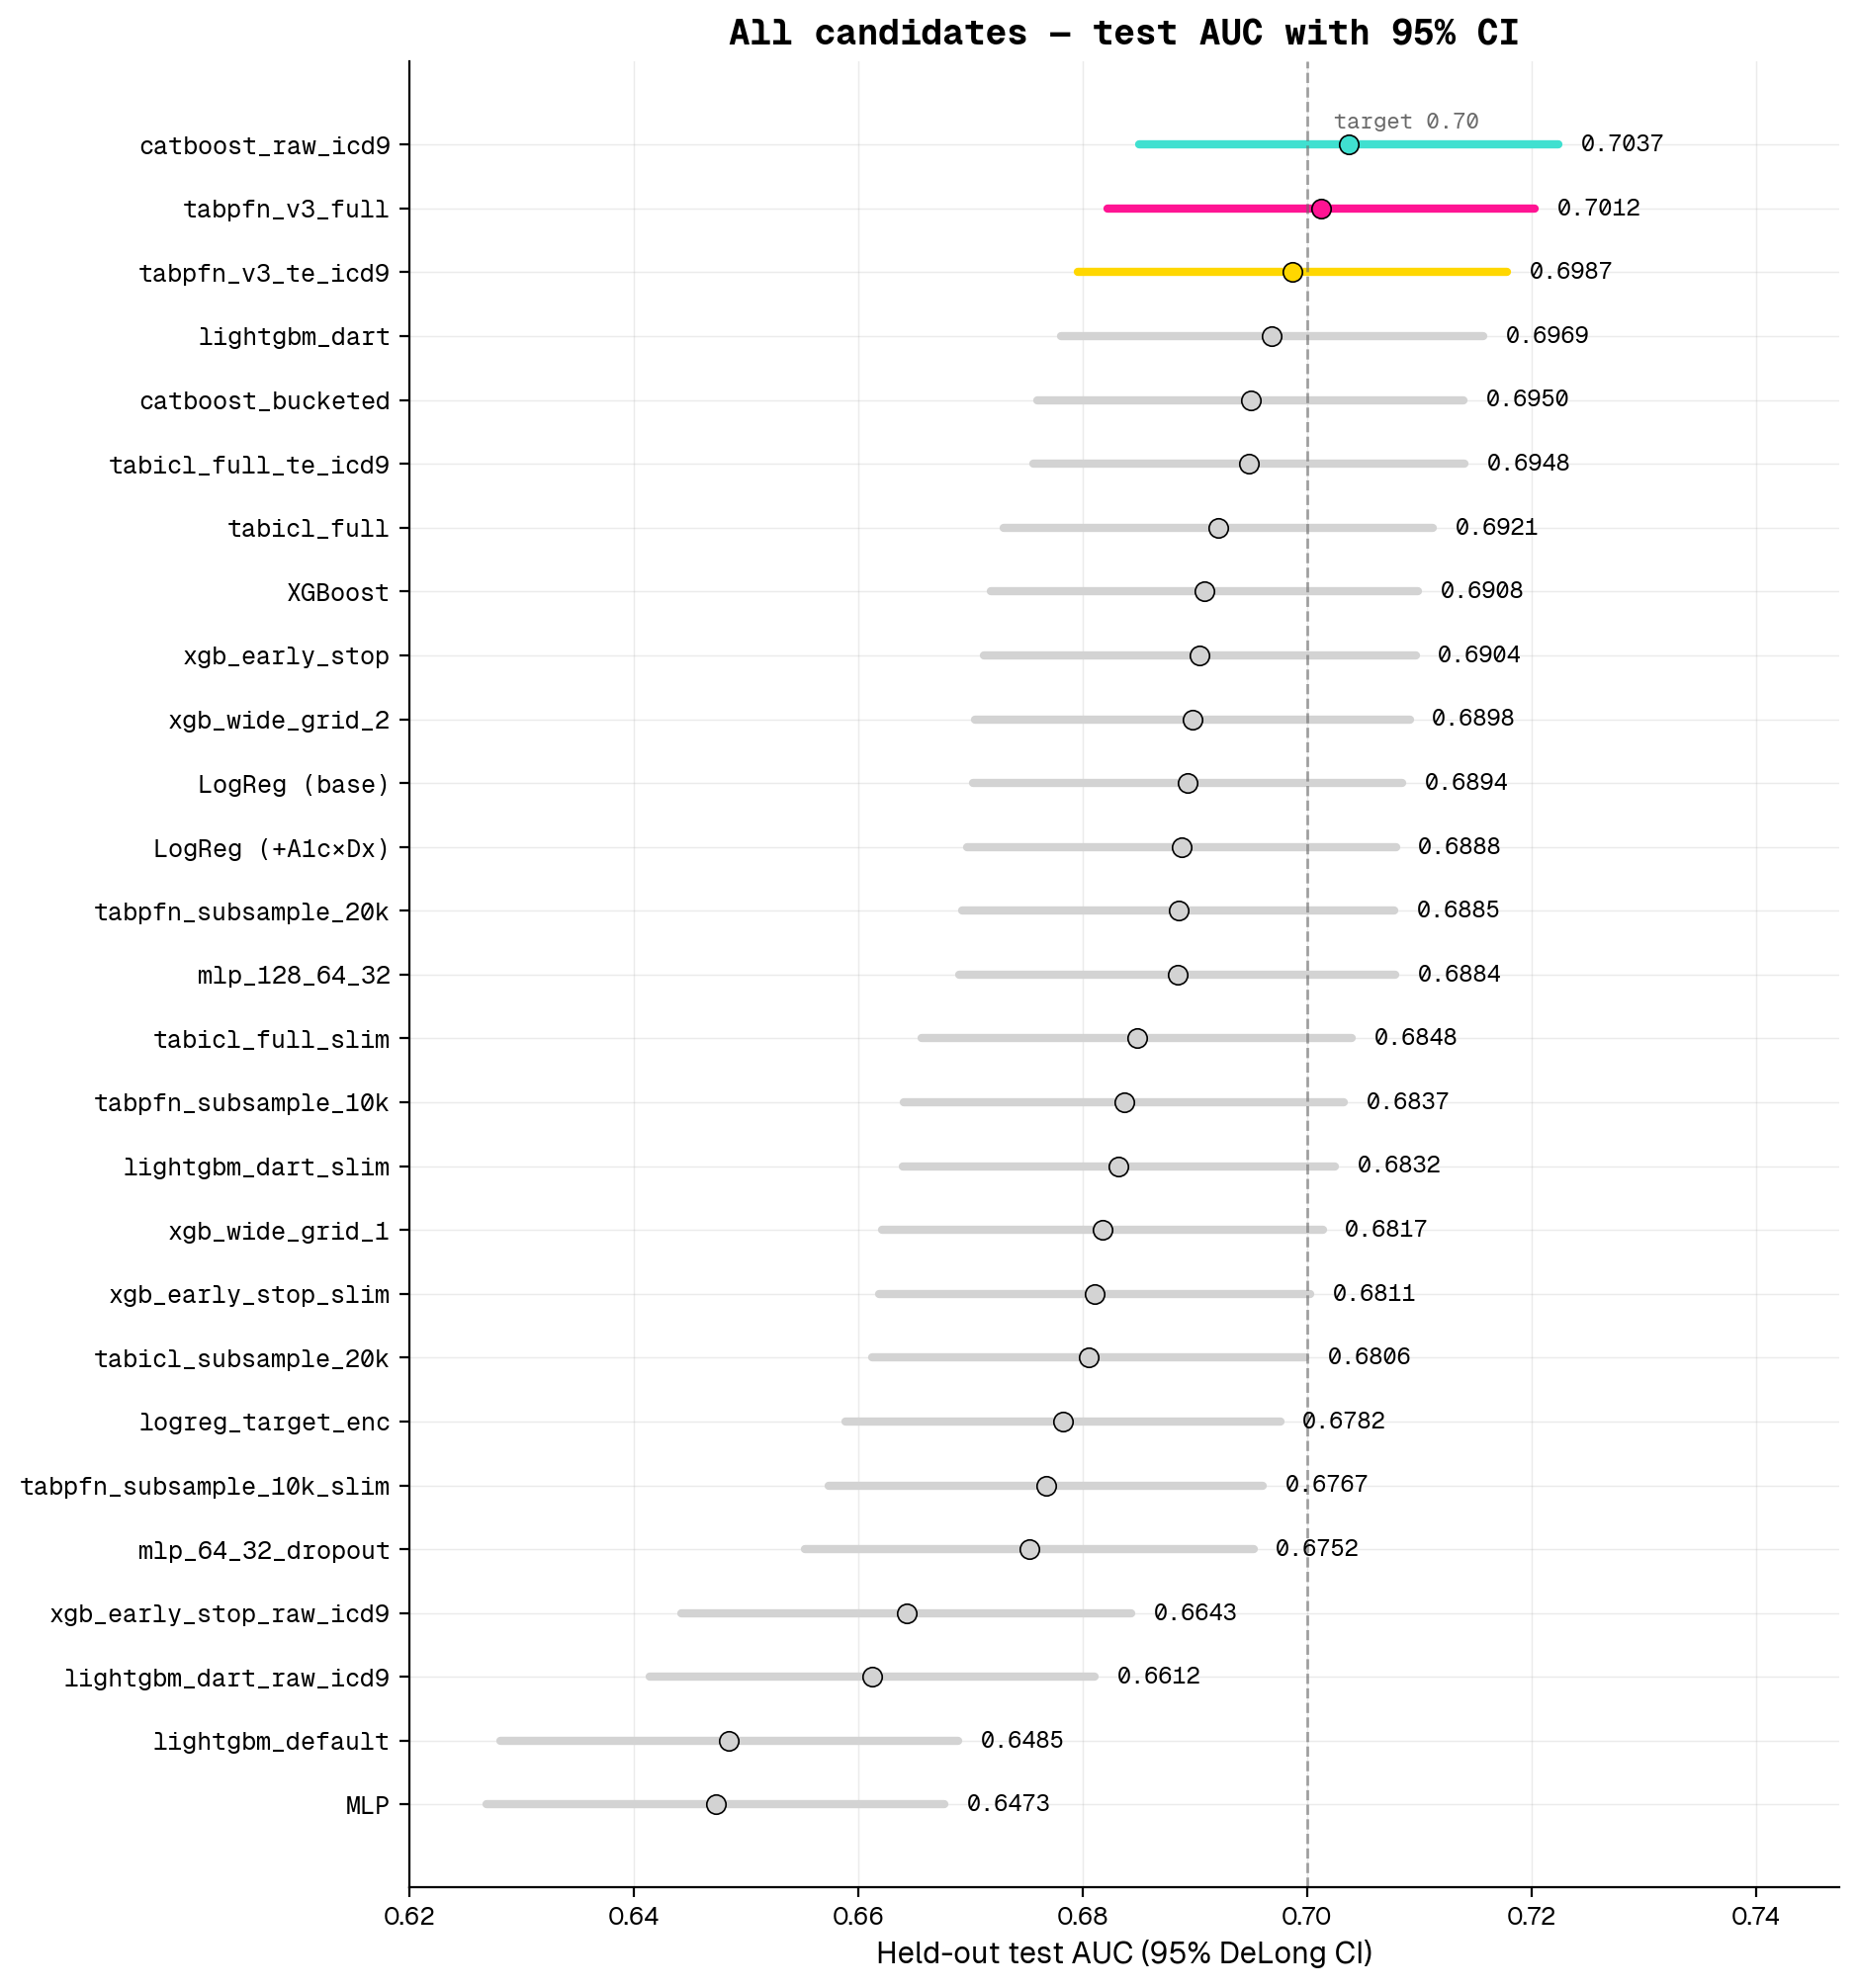 All candidates — test AUC with 95% CI
target 0.70
catboost_raw_icd9 0.7037
tabpfn_v3_full 0.7012
tabpfn_v3_te_icd9 0.6987
lightgbm_dart 0.6969
catboost_bucketed 0.6950
tabicl_full_te_icd9 0.6948
tabicl_full 0.6921
XGBoost 0.6908
xgb_early_stop 0.6904
xgb_wide_grid_2 0.6898
LogReg (base) 0.6894
LogReg (+A1c×Dx) 0.6888
tabpfn_subsample_20k 0.6885
mlp_128_64_32 0.6884
tabicl_full_slim 0.6848
tabpfn_subsample_10k 0.6837
lightgbm_dart_slim 0.6832
xgb_wide_grid_1 0.6817
xgb_early_stop_slim 0.6811
tabicl_subsample_20k 0.6806
logreg_target_enc 0.6782
tabpfn_subsample_10k_slim 0.6767
mlp_64_32_dropout 0.6752
xgb_early_stop_raw_icd9 0.6643
lightgbm_dart_raw_icd9 0.6612
lightgbm_default 0.6485
MLP 0.6473
0.62 0.64 0.66 0.68 0.70 0.72 0.74
Held-out test AUC (95% DeLong CI)